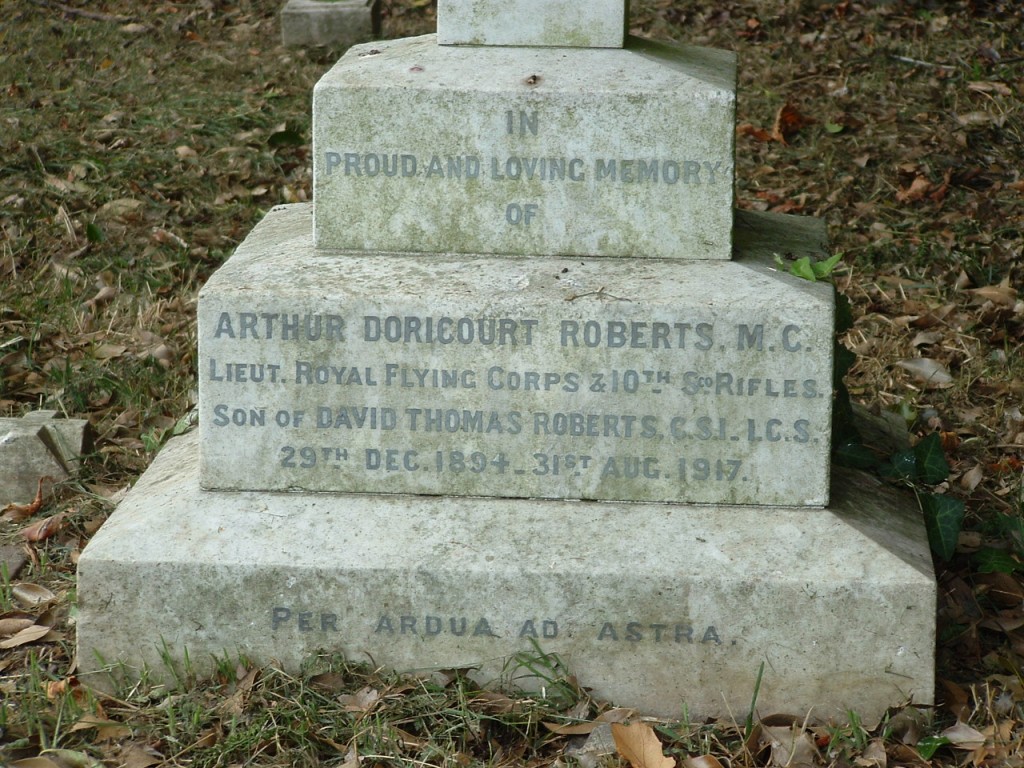 IN
PROUD AND LOVING MEMORY
OF
ARTHUR DORICOURT ROBERTS. M.C.
LIEUT. ROYAL FLYING CORPS & 10TH SCO RIFLES.
SON OF DAVID THOMAS ROBERTS. C.S.I. I.C.S.
29TH DEC. 1894 - 31ST AUG. 1917.
PER ARDUA AD ASTRA.